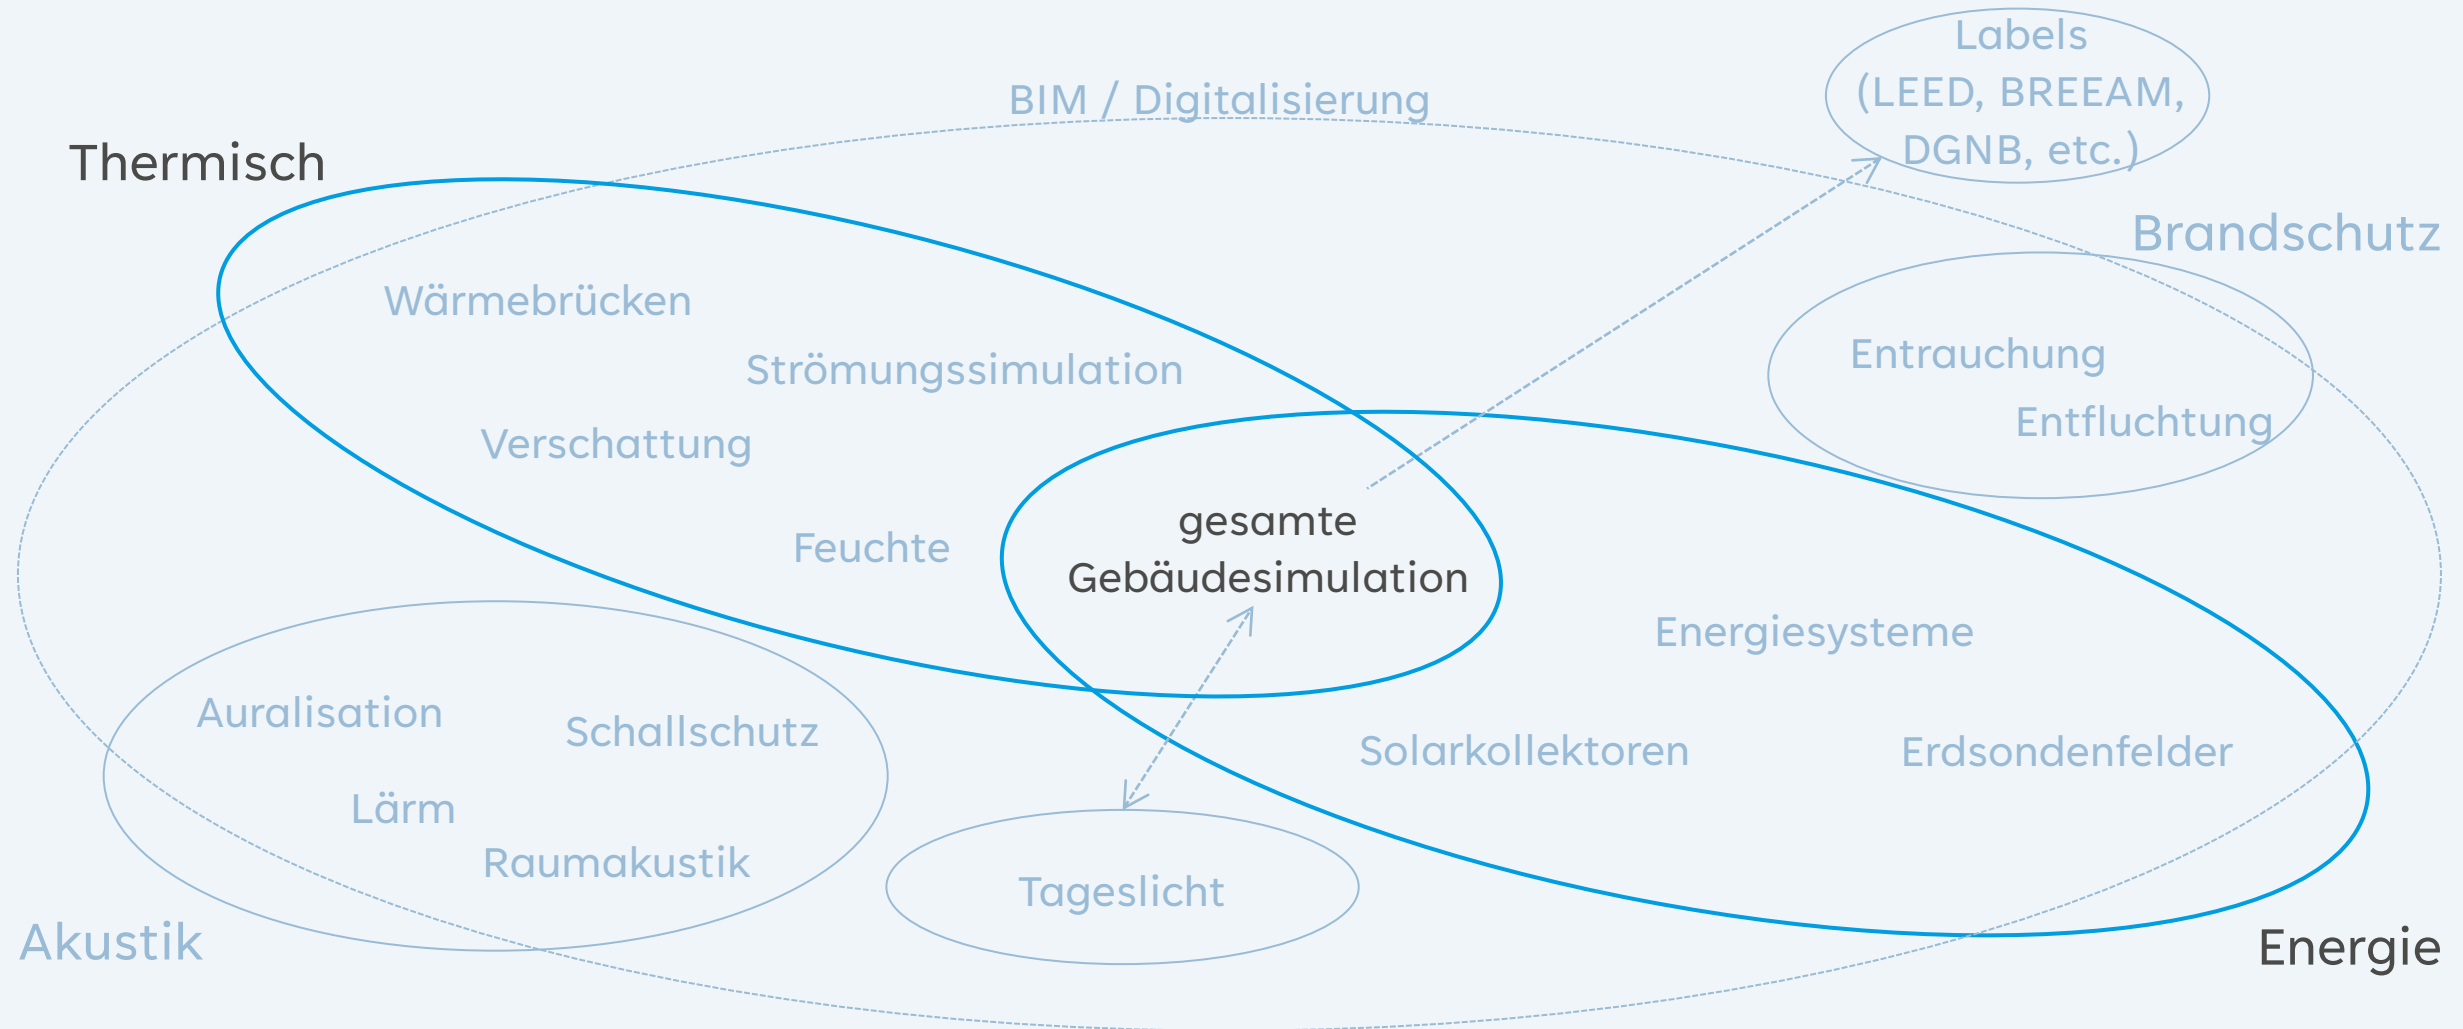 Labels
(LEED, BREEAM,
DGNB, etc.)
BIM / Digitalisierung
Thermisch
Brandschutz
Wärmebrücken
Strömungssimulation
Entrauchung
Entfluchtung
Verschattung
gesamte
Gebäudesimulation
Feuchte
Energiesysteme
Auralisation
Schallschutz
Solarkollektoren
Erdsondenfelder
Lärm
Raumakustik
Tageslicht
Akustik
Energie